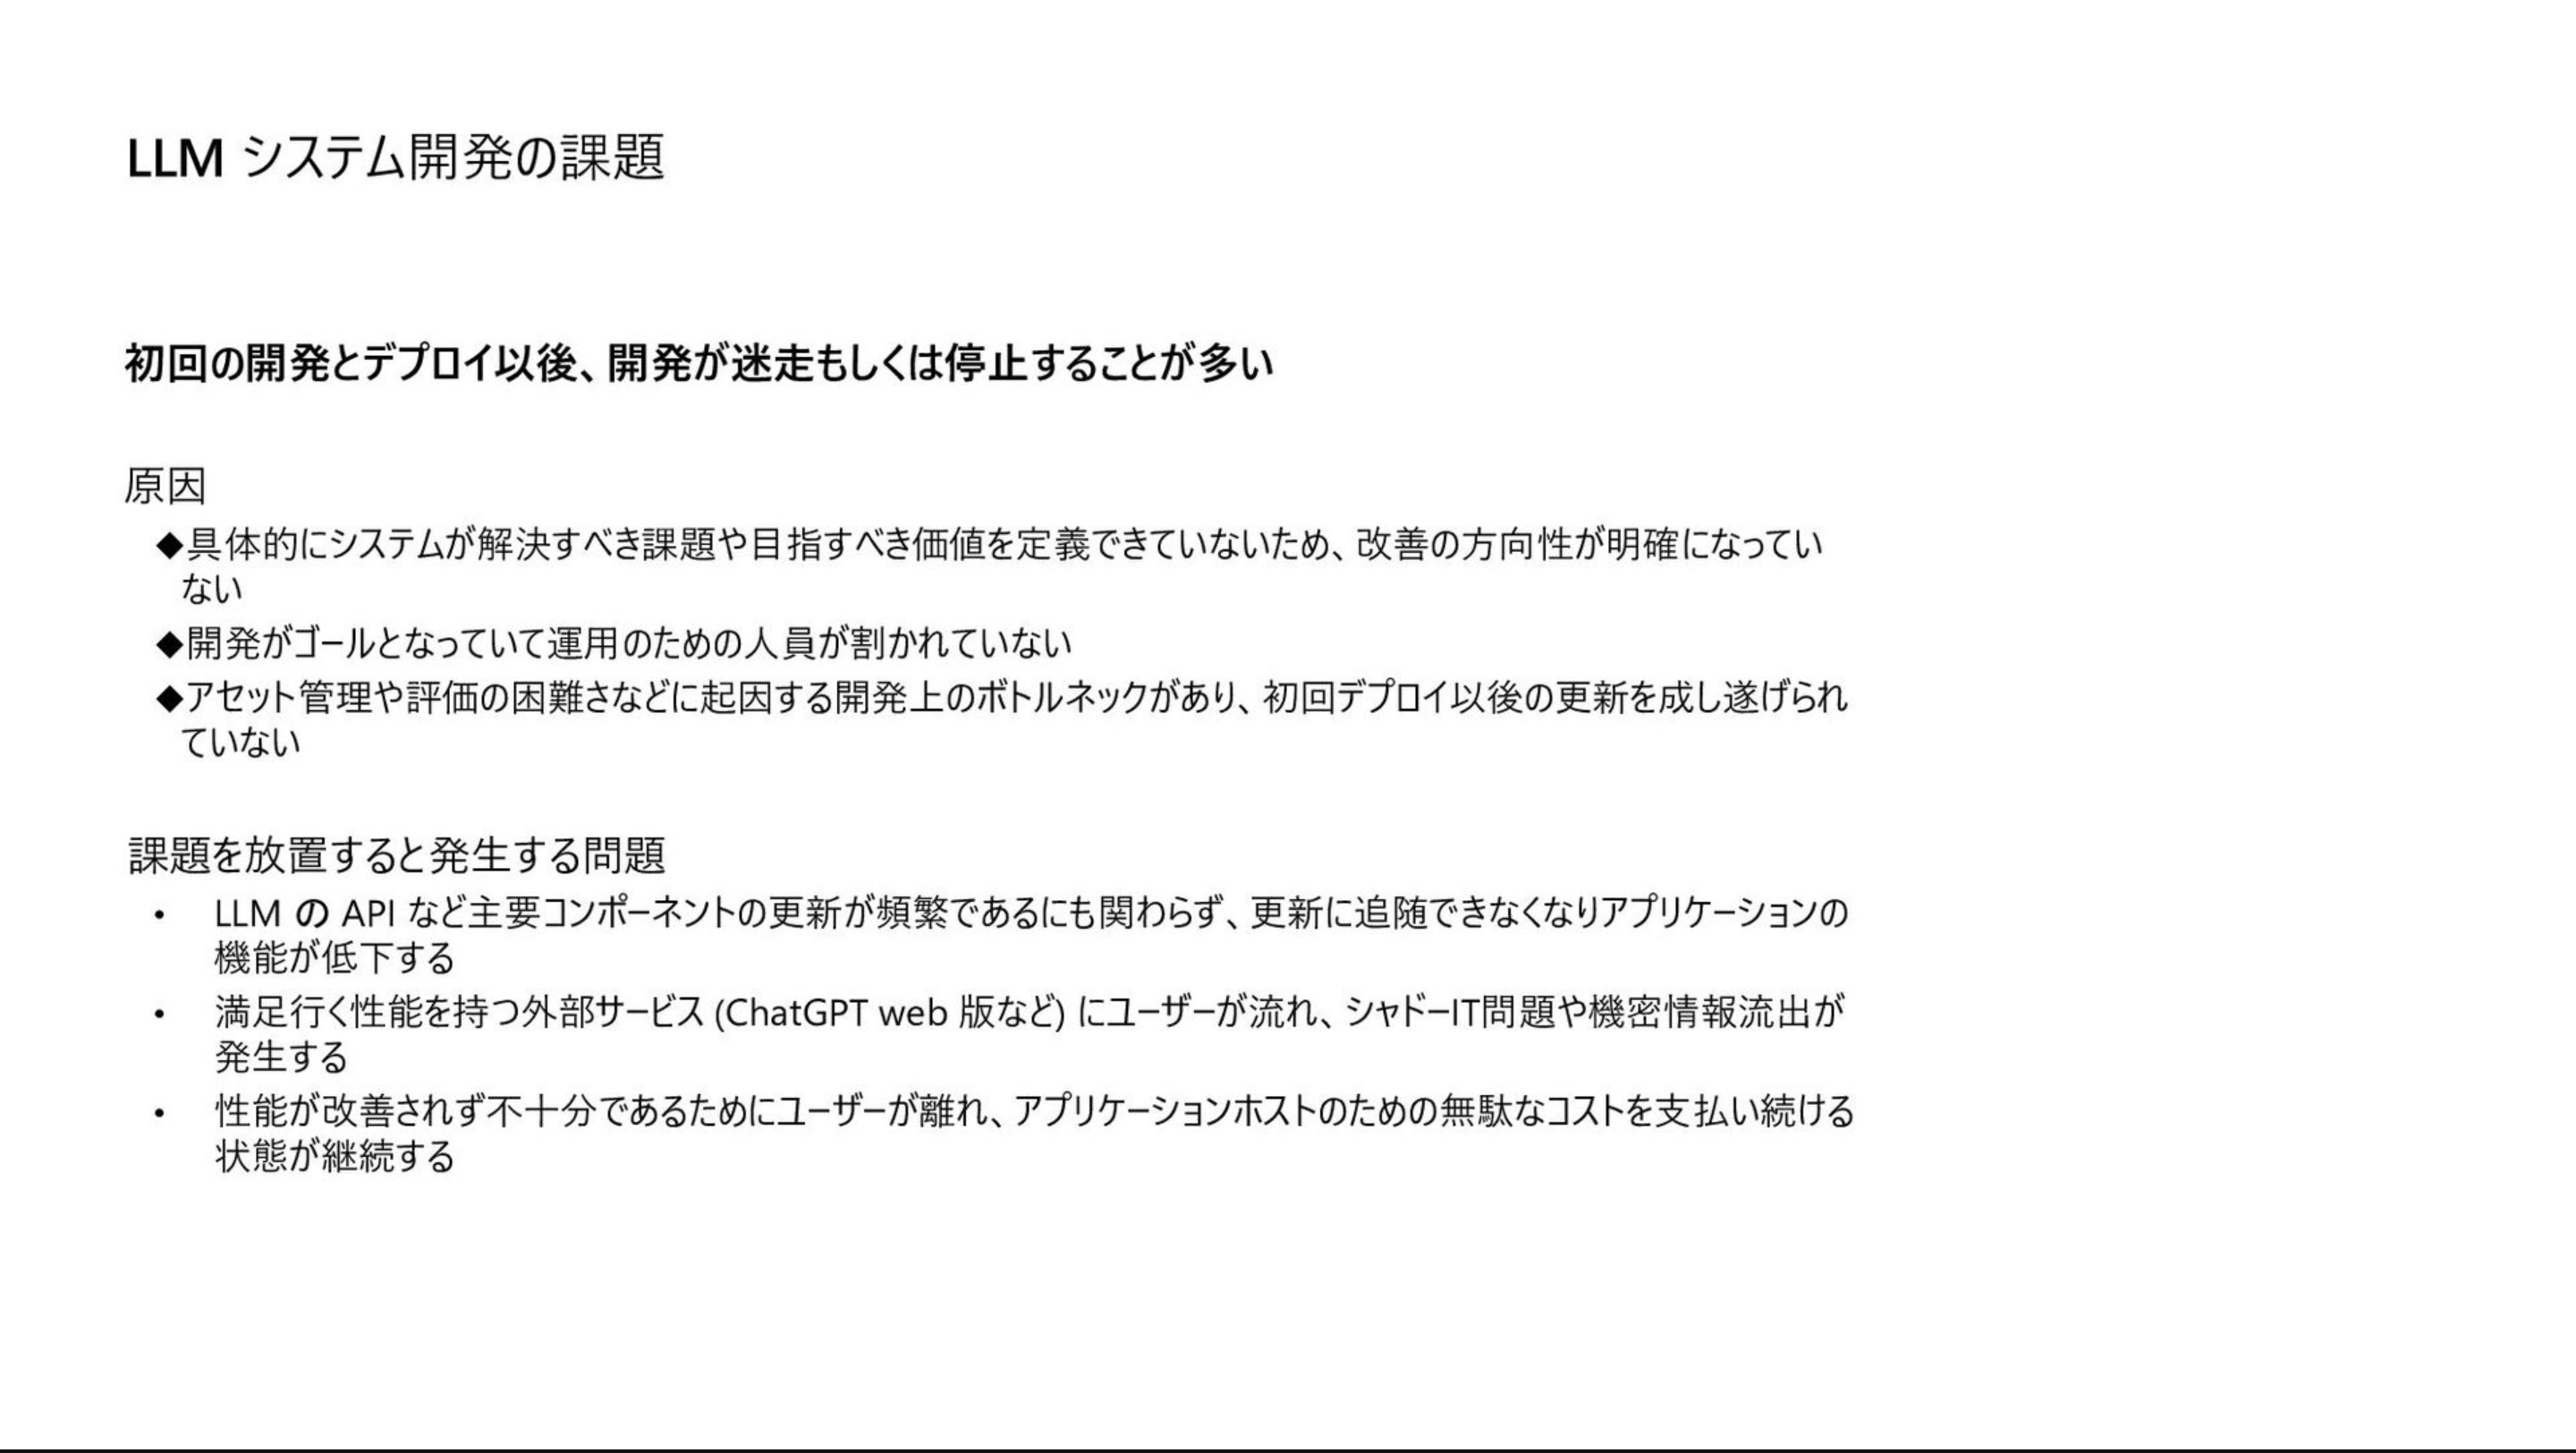 LLM システム開発の課題
初回の開発とデプロイ以後、開発が迷走もしくは停止することが多い
原因
◆具体的にシステムが解決すべき課題や目指すべき価値を定義できていないため、改善の方向性が明確になってい
ない
◆開発がゴールとなっていて運用のための人員が割かれていない
◆アセット管理や評価の困難さなどに起因する開発上のボトルネックがあり、初回デプロイ以後の更新を成し遂げられ
ていない
課題を放置すると発生する問題
• LLM の API など主要コンポーネントの更新が頻繁であるにも関わらず、更新に追随できなくなりアプリケーションの
機能が低下する
• 満足行く性能を持つ外部サービス (ChatGPT web 版など) にユーザーが流れ、シャドーIT問題や機密情報流出が
発生する
• 性能が改善されず不十分であるためにユーザーが離れ、アプリケーションホストのための無駄なコストを支払い続ける
状態が継続する